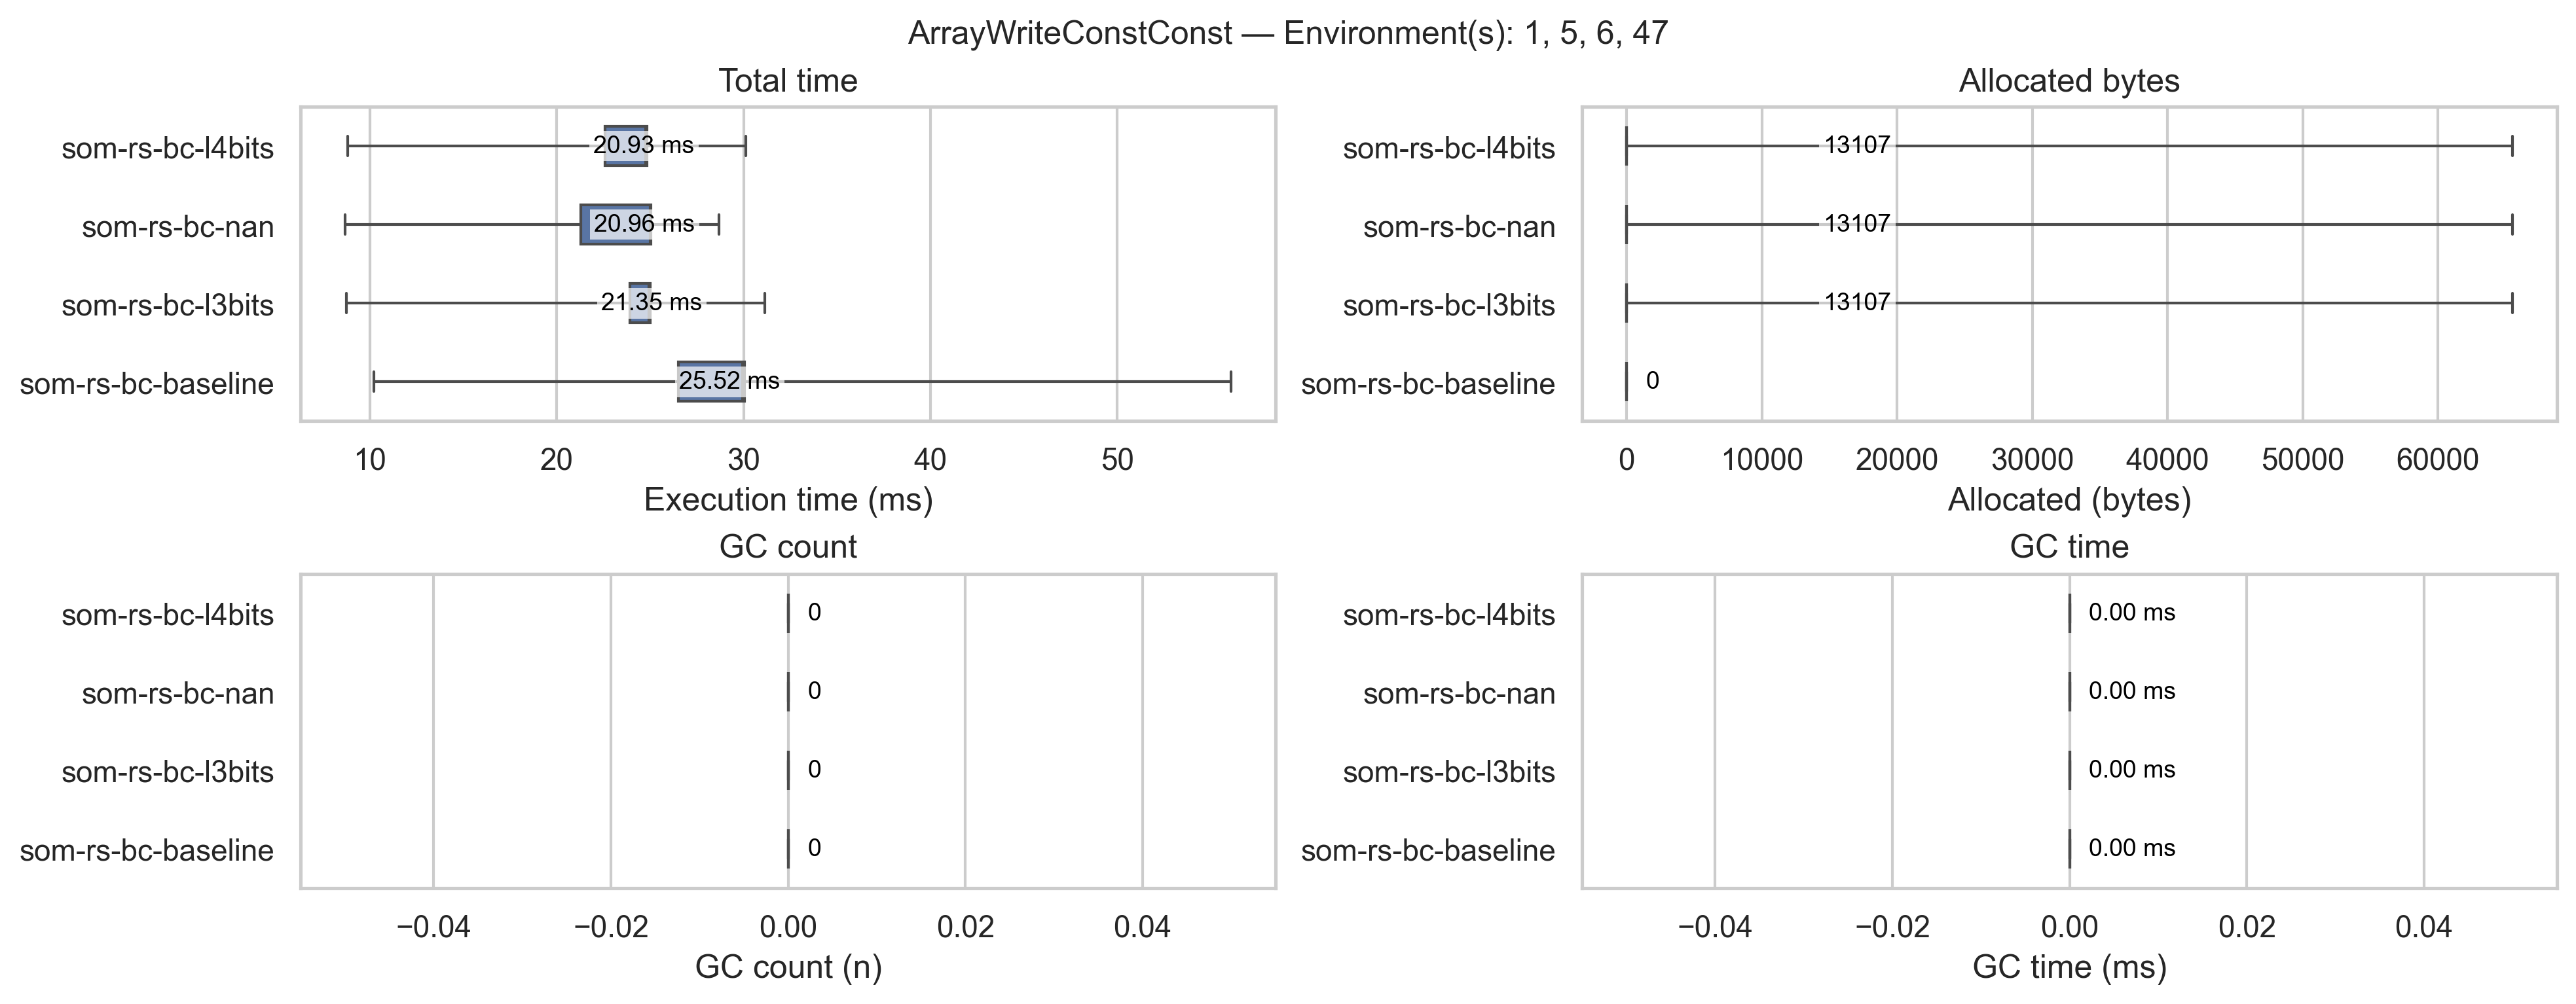 ArrayWriteConstConst — Environment(s): 1, 5, 6, 47
Total time
som-rs-bc-l4bits
20.93 ms
som-rs-bc-nan
20.96 ms
som-rs-bc-l3bits
21.35 ms
som-rs-bc-baseline
25.52 ms
10 20 30 40 50
Execution time (ms)
Allocated bytes
som-rs-bc-l4bits
13107
som-rs-bc-nan
13107
som-rs-bc-l3bits
13107
som-rs-bc-baseline
0
0 10000 20000 30000 40000 50000 60000
Allocated (bytes)
GC count
som-rs-bc-l4bits
0
som-rs-bc-nan
0
som-rs-bc-l3bits
0
som-rs-bc-baseline
0
−0.04 −0.02 0.00 0.02 0.04
GC count (n)
GC time
som-rs-bc-l4bits
0.00 ms
som-rs-bc-nan
0.00 ms
som-rs-bc-l3bits
0.00 ms
som-rs-bc-baseline
0.00 ms
−0.04 −0.02 0.00 0.02 0.04
GC time (ms)